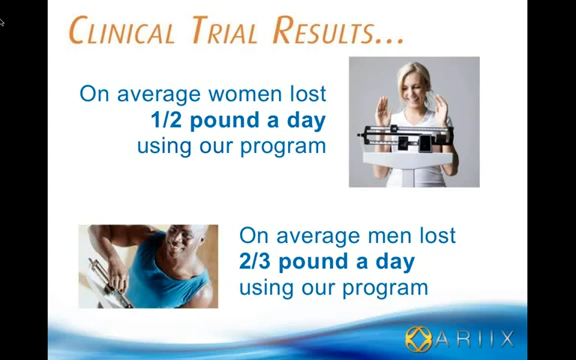 CLINICAL TRIAL RESULTS...
On average women lost
1/2 pound a day
using our program
On average men lost
2/3 pound a day
using our program
ARIIX